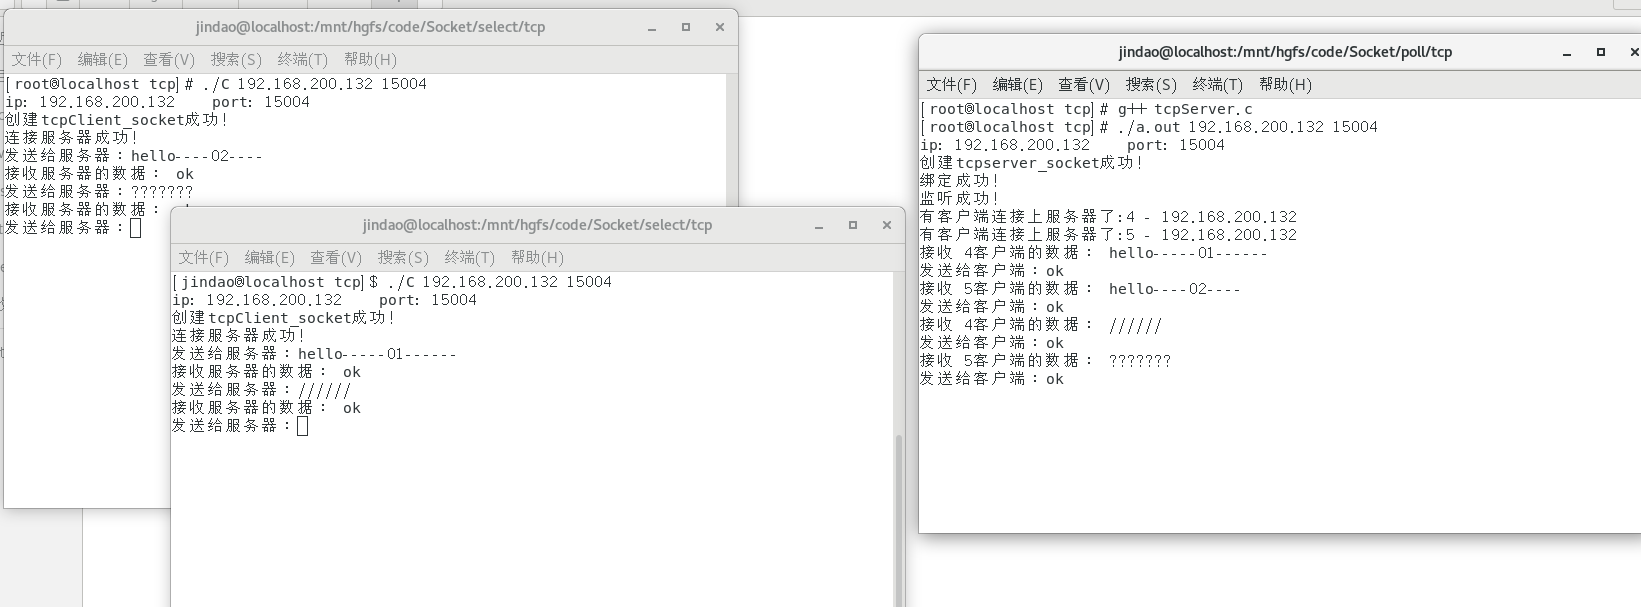 jindao@localhost:/mnt/hgfs/code/Socket/select/tcp
文件(F) 编辑(E) 查看(V) 搜索(S) 终端(T) 帮助(H)
[root@localhost tcp]# ./C 192.168.200.132 15004
ip: 192.168.200.132    port: 15004
创建tcpClient_socket成功!
连接服务器成功!
发送给服务器：hello----02----
接收服务器的数据： ok
发送给服务器：???????
接收服务器的数据：
发送给服务器：
jindao@localhost:/mnt/hgfs/code/Socket/select/tcp
文件(F) 编辑(E) 查看(V) 搜索(S) 终端(T) 帮助(H)
[jindao@localhost tcp]$ ./C 192.168.200.132 15004
ip: 192.168.200.132    port: 15004
创建tcpClient_socket成功!
连接服务器成功!
发送给服务器：hello-----01------
接收服务器的数据： ok
发送给服务器：//////
接收服务器的数据： ok
发送给服务器：
jindao@localhost:/mnt/hgfs/code/Socket/poll/tcp
文件(F) 编辑(E) 查看(V) 搜索(S) 终端(T) 帮助(H)
[root@localhost tcp]# g++ tcpServer.c
[root@localhost tcp]# ./a.out 192.168.200.132 15004
ip: 192.168.200.132    port: 15004
创建tcpserver_socket成功!
绑定成功!
监听成功!
有客户端连接上服务器了:4 - 192.168.200.132
有客户端连接上服务器了:5 - 192.168.200.132
接收 4客户端的数据： hello-----01------
发送给客户端：ok
接收 5客户端的数据： hello----02----
发送给客户端：ok
接收 4客户端的数据： //////
发送给客户端：ok
接收 5客户端的数据： ???????
发送给客户端：ok